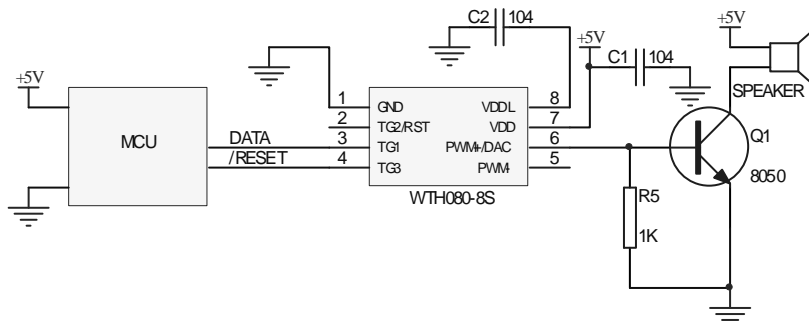 C2
104
+5V
C1
104
+5V
SPEAKER
+5V
MCU
DATA
/RESET
1
2
3
4
GND
TG2/RST
TG1
TG3
VDDL
VDD
PWM+/DAC
PWM-
8
7
6
5
WTH080-8S
Q1
8050
R5
1K